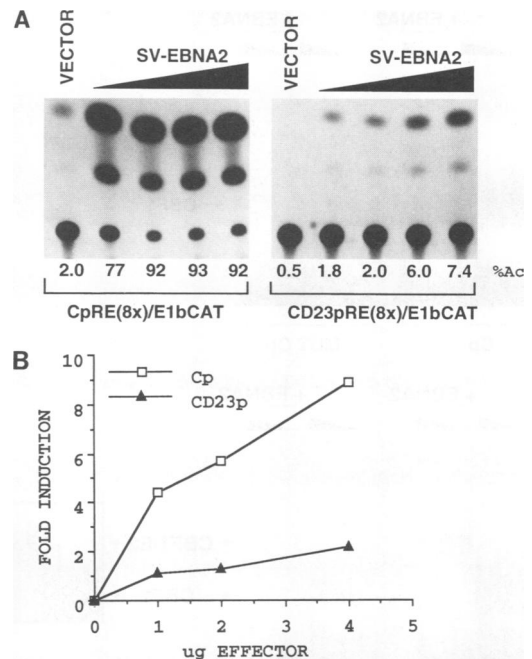 A
VECTOR
SV-EBNA2
VECTOR
SV-EBNA2
2.0 77 92 93 92
0.5 1.8 2.0 6.0 7.4 %Ac
CpRE(8x)/E1bCAT
CD23pRE(8x)/E1bCAT
B
10
8
6
4
2
0
FOLD INDUCTION
Cp
CD23p
0 1 2 3 4 5
ug EFFECTOR